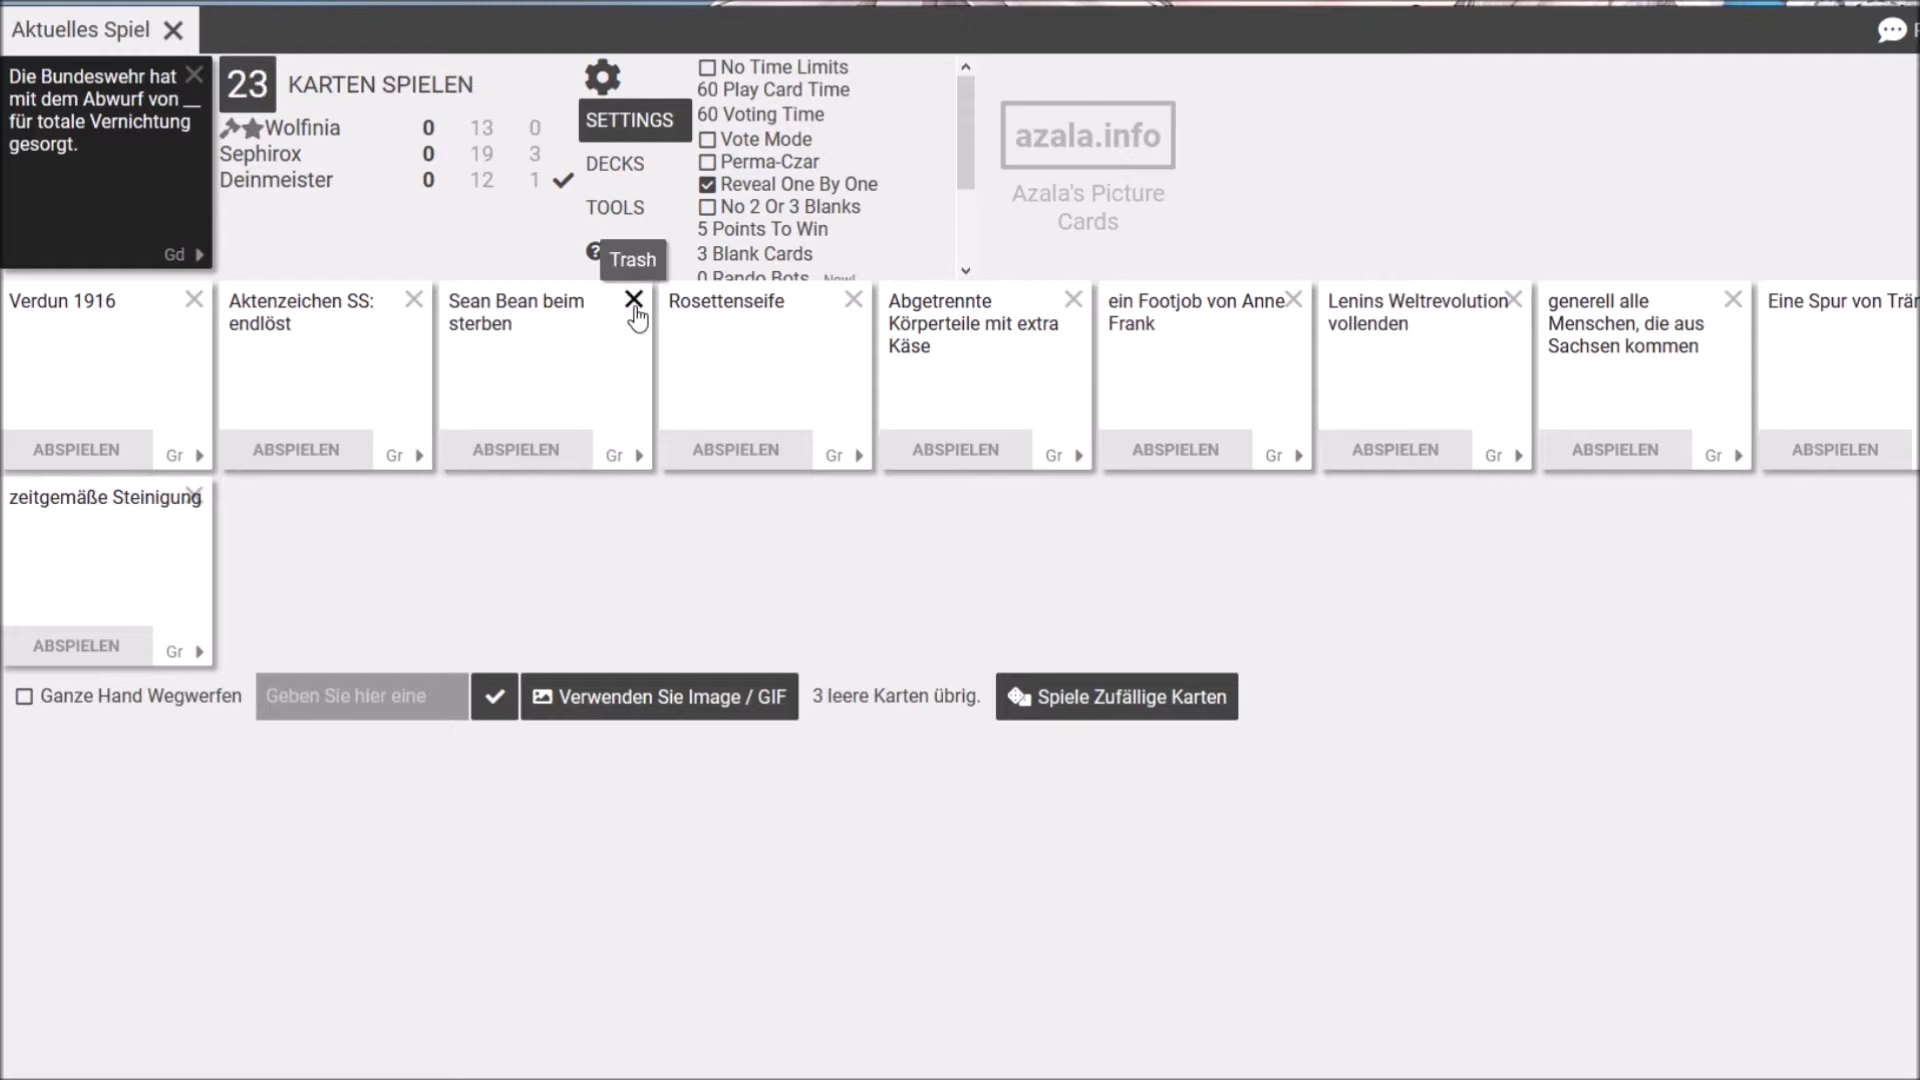 Aktuelles Spiel
Die Bundeswehr hat
mit dem Abwurf von __
für totale Vernichtung
gesorgt.
Gd
23 KARTEN SPIELEN
Wolfinia 0 13 0
Sephirox 0 19 3
Deinmeister 0 12 1
SETTINGS
DECKS
TOOLS
Trash
No Time Limits
60 Play Card Time
60 Voting Time
Vote Mode
Perma-Czar
Reveal One By One
No 2 Or 3 Blanks
5 Points To Win
3 Blank Cards
0 Rando Bots New!
azala.info
Azala's Picture
Cards
Verdun 1916
ABSPIELEN Gr
Aktenzeichen SS:
endlöst
ABSPIELEN Gr
Sean Bean beim
sterben
ABSPIELEN Gr
Rosettenseife
ABSPIELEN Gr
Abgetrennte
Körperteile mit extra
Käse
ABSPIELEN Gr
ein Footjob von Anne
Frank
ABSPIELEN Gr
Lenins Weltrevolution
vollenden
ABSPIELEN Gr
generell alle
Menschen, die aus
Sachsen kommen
ABSPIELEN Gr
Eine Spur von
ABSPIELEN
zeitgemäße Steinigung
ABSPIELEN Gr
Ganze Hand Wegwerfen
Geben Sie hier eine
Verwenden Sie Image / GIF
3 leere Karten übrig.
Spiele Zufällige Karten